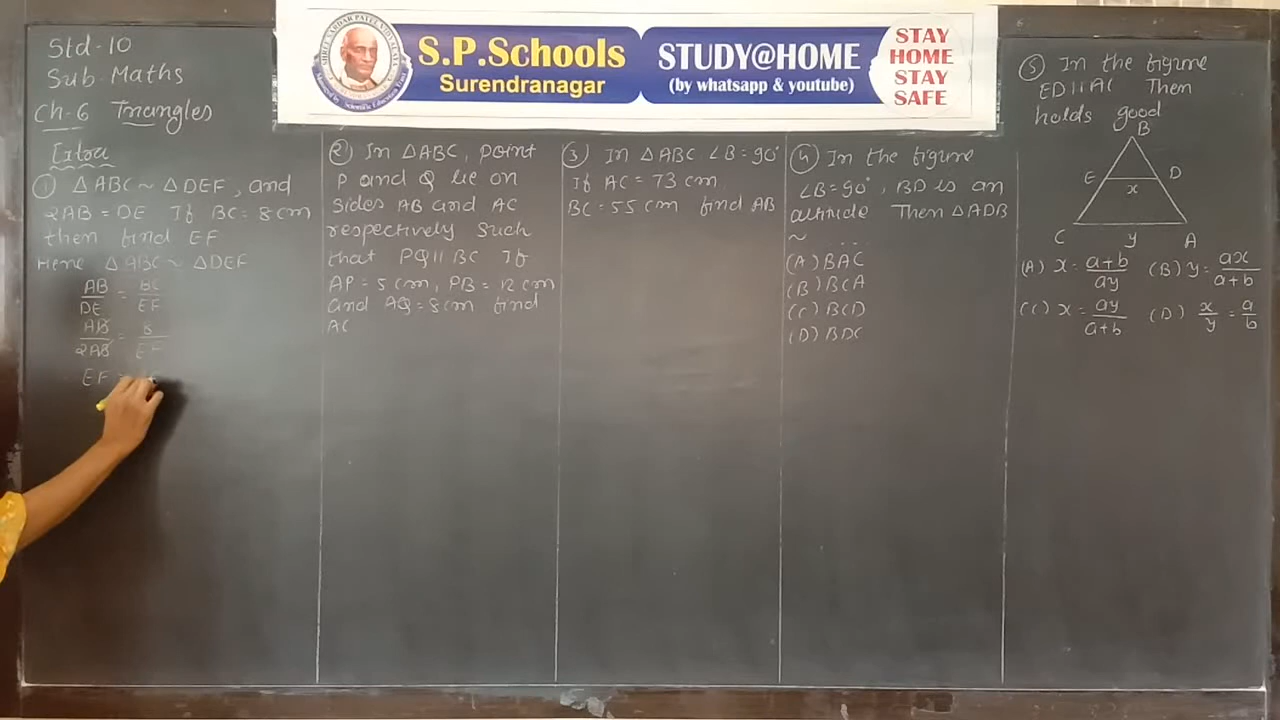 S.P.Schools
Surendranagar
STUDY@HOME
(by whatsapp & youtube)
STAY
HOME
STAY
SAFE
Std-10
Sub-Maths
Ch-6 Triangles
Extra
① △ABC ~ △DEF, and
2AB = DE If BC = 8 cm
then find EF
Here △ABC ~ △DEF
AB/DE = BC/EF
AB/2AB = 8/EF
EF =
② In △ABC, point
P and Q lie on
sides AB and AC
respectively such
that PQ || BC If
AP = 5 cm, PB = 12 cm
and AQ = 8 cm find
AC
③ In △ABC ∠B = 90°
If AC = 73 cm
BC = 55 cm find AB
④ In the figure
∠B = 90°, BD is an
altitude Then △ADB
~ ....
(A) BAC
(B) BCA
(C) BCD
(D) BDC
⑤ In the figure
ED || AC Then
holds good
B
E D
x
C y A
(A) x = a+b/ay (B) y = ax/a+b
(C) x = ay/a+b (D) x/y = a/b